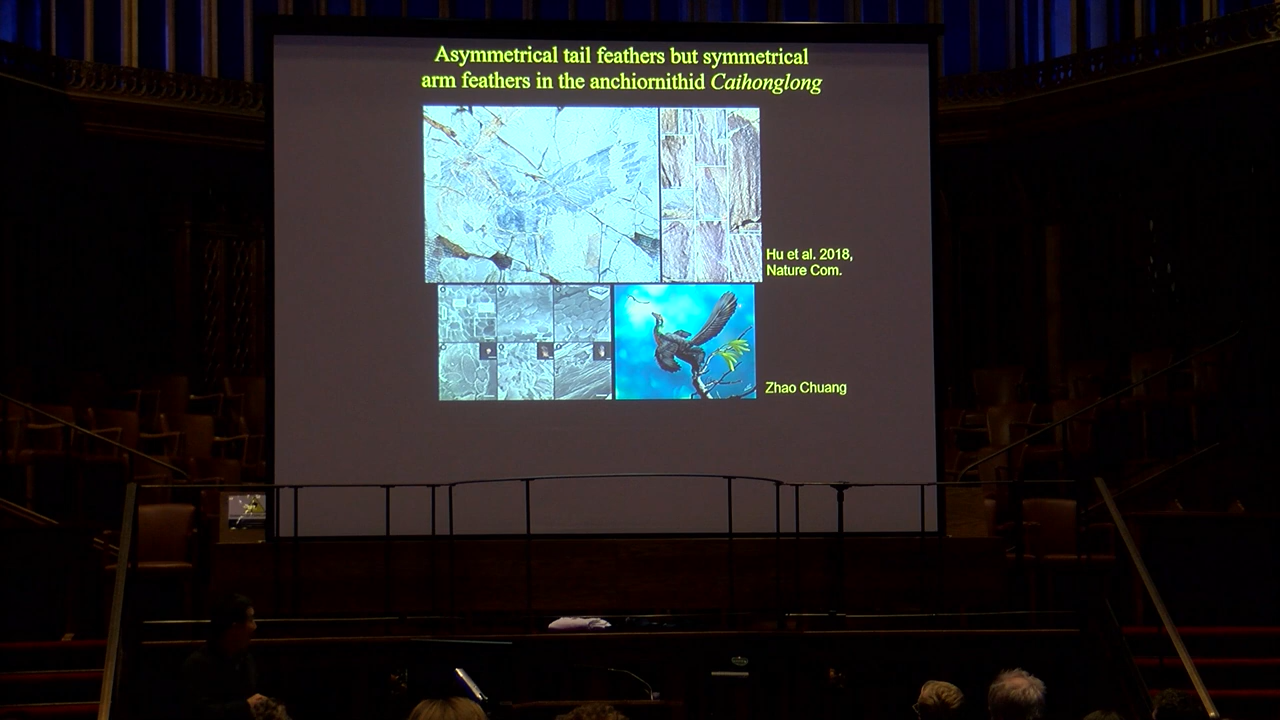 Asymmetrical tail feathers but symmetrical
arm feathers in the anchiornithid Caihonglong
Hu et al. 2018,
Nature Com.
Zhao Chuang